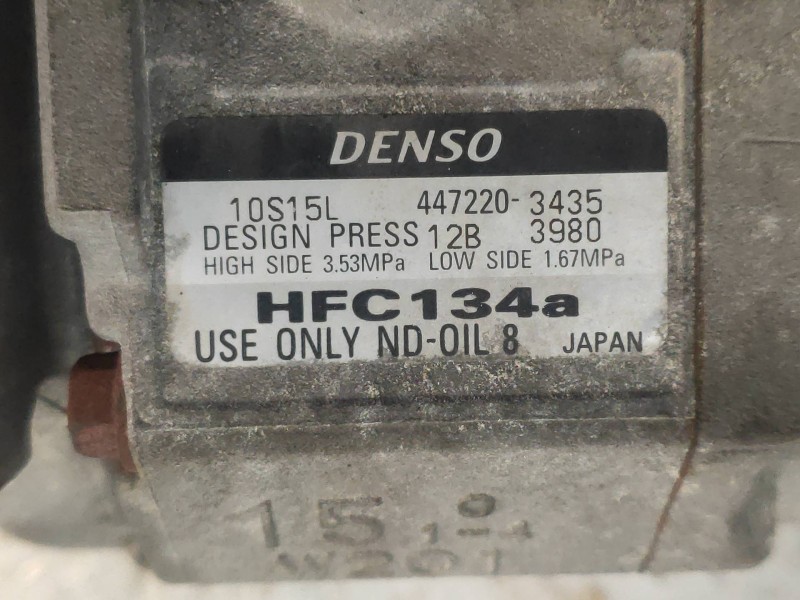 DENSO
10S15L 447220-3435
DESIGN PRESS 12B 3980
HIGH SIDE 3.53MPa LOW SIDE 1.67MPa
HFC134a
USE ONLY ND-OIL 8 JAPAN
15
W201